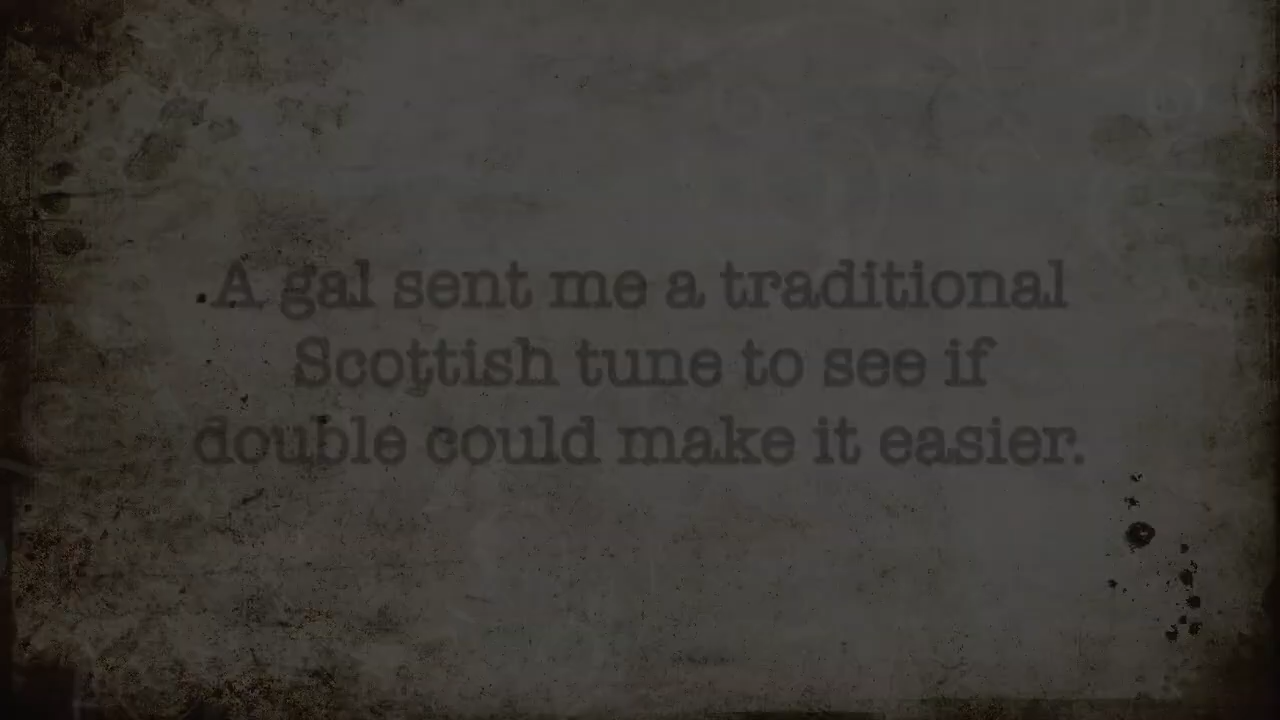 A gal sent me a traditional
Scottish tune to see if
double could make it easier.